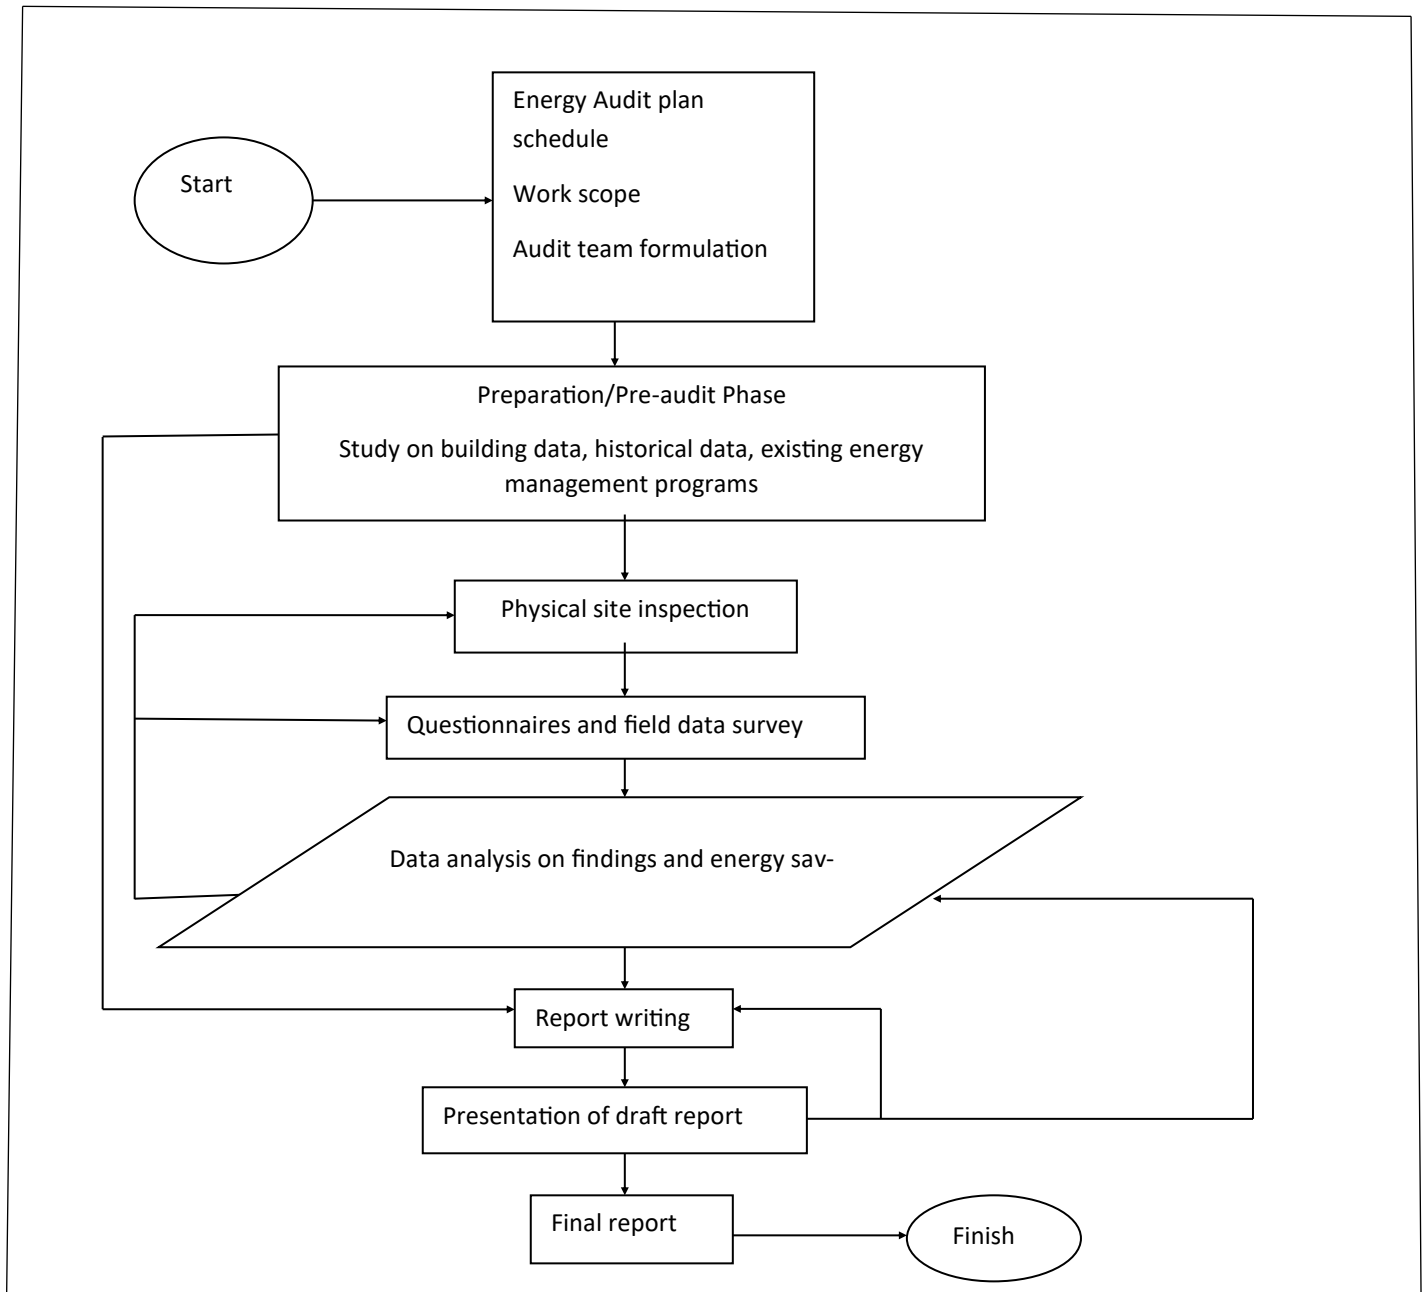 Energy Audit plan
schedule
Start
Work scope
Audit team formulation
Preparation/Pre-audit Phase
Study on building data, historical data, existing energy
management programs
Physical site inspection
Questionnaires and field data survey
Data analysis on findings and energy sav-
Report writing
Presentation of draft report
Final report
Finish